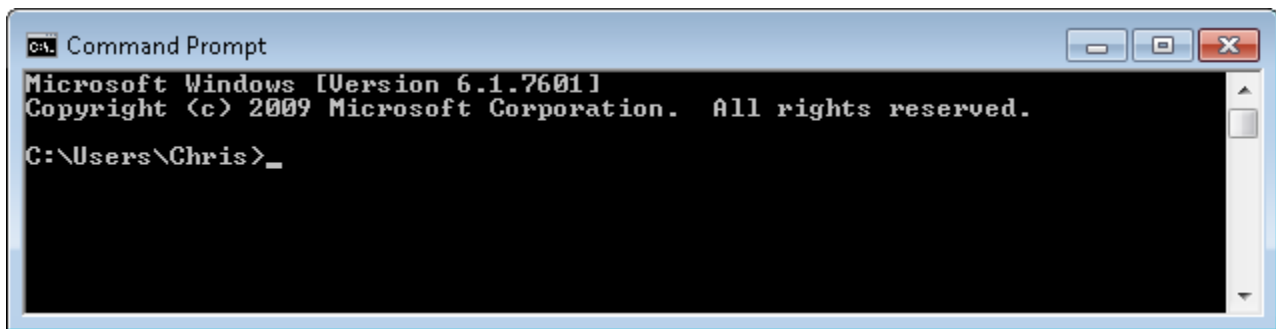 C:\. Command Prompt
Microsoft Windows [Version 6.1.7601]
Copyright (c) 2009 Microsoft Corporation.  All rights reserved.
C:\Users\Chris>_